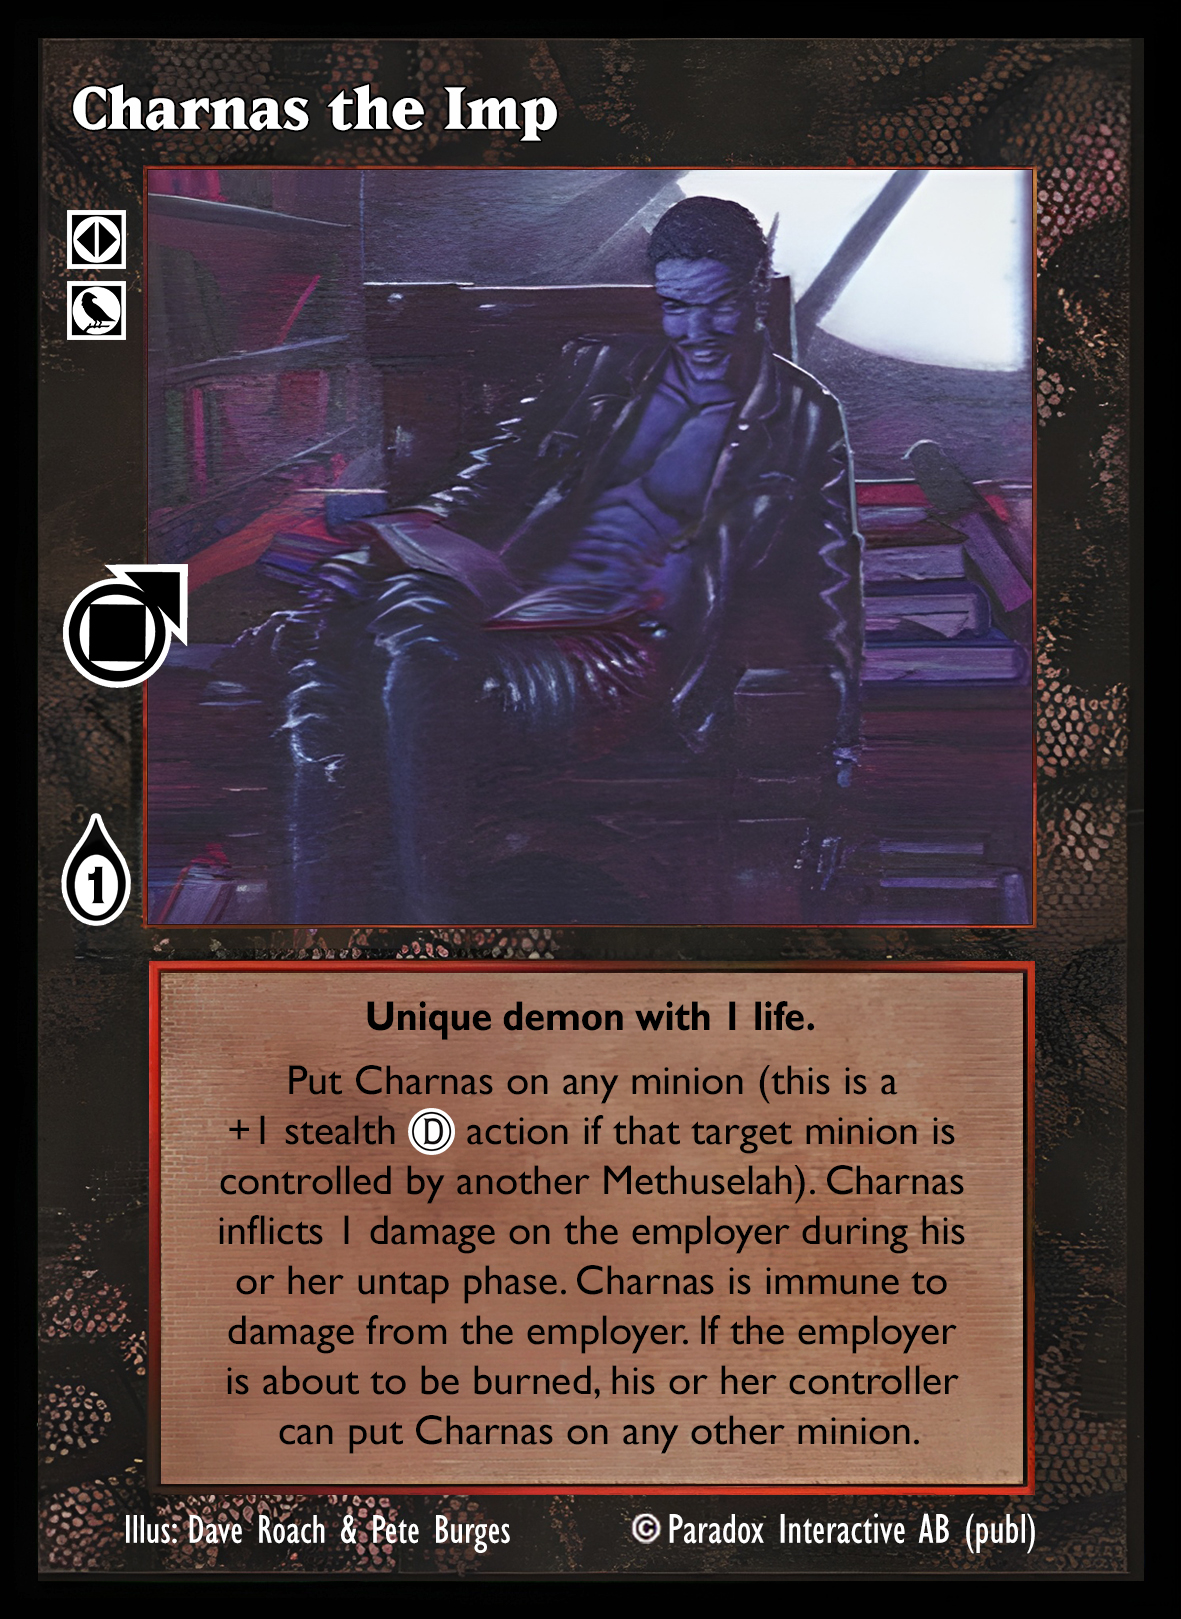 Charnas the Imp
1
Unique demon with 1 life.
Put Charnas on any minion (this is a
+1 stealth Ⓓ action if that target minion is
controlled by another Methuselah). Charnas
inflicts 1 damage on the employer during his
or her untap phase. Charnas is immune to
damage from the employer. If the employer
is about to be burned, his or her controller
can put Charnas on any other minion.
Illus: Dave Roach & Pete Burges
© Paradox Interactive AB (publ)